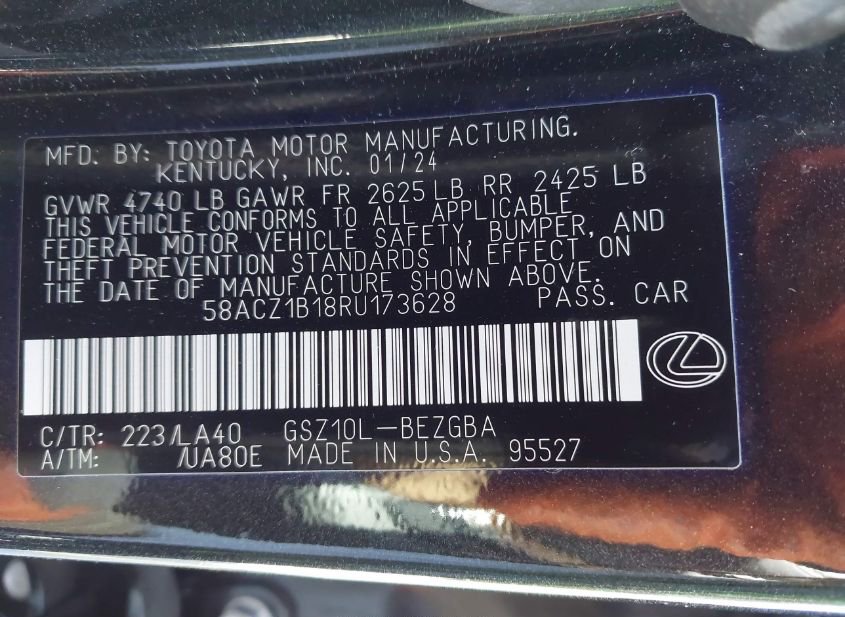 MFD. BY: TOYOTA MOTOR MANUFACTURING.
KENTUCKY, INC. 01/24
GVWR 4740 LB GAWR FR 2625 LB RR 2425 LB
THIS VEHICLE CONFORMS TO ALL APPLICABLE
FEDERAL MOTOR VEHICLE SAFETY, BUMPER, AND
THEFT PREVENTION STANDARDS IN EFFECT ON
THE DATE OF MANUFACTURE SHOWN ABOVE.
58ACZ1B18RU173628 PASS. CAR
C/TR: 223/LA40 GSZ10L-BEZGBA
A/TM: /UA80E MADE IN U.S.A. 95527